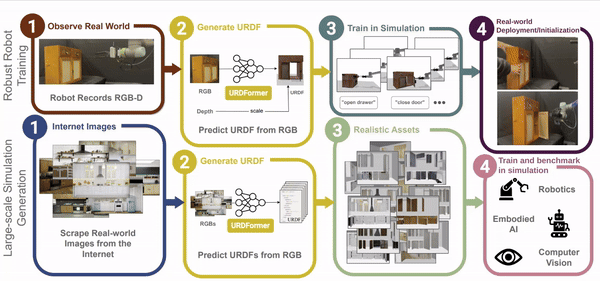 Robust Robot
Training
1
Observe Real World
Robot Records RGB-D
2
Generate URDF
RGB
URDFormer
URDF
Depth
scale
Predict URDF from RGB
3
Train in Simulation
"open drawer"
"close door"
4
Real-world
Deployment/Initialization
Large-scale Simulation
Generation
1
Internet Images
Scrape Real-world
Images from the
Internet
2
Generate URDF
RGBs
URDFormer
URDF
Predict URDFs from RGB
3
Realistic Assets
4
Train and benchmark
in simulation
Robotics
Embodied
AI
Computer
Vision